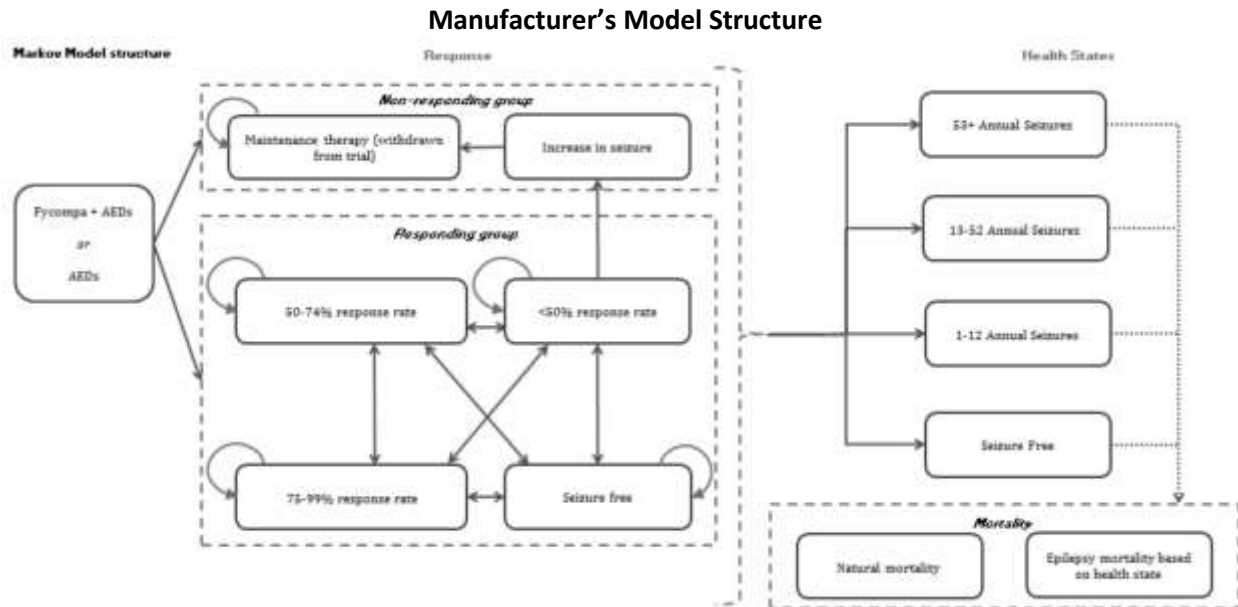 Manufacturer's Model Structure
Markov Model structure
Response
Health States
Non-responding group
Maintenance therapy (withdrawn
from trial)
Increase in seizure
Fycompa + AEDs
or
AEDs
Responding group
50-74% response rate
<50% response rate
75-99% response rate
Seizure free
53+ Annual Seizures
13-52 Annual Seizures
1-12 Annual Seizures
Seizure Free
Mortality
Natural mortality
Epilepsy mortality based
on health state